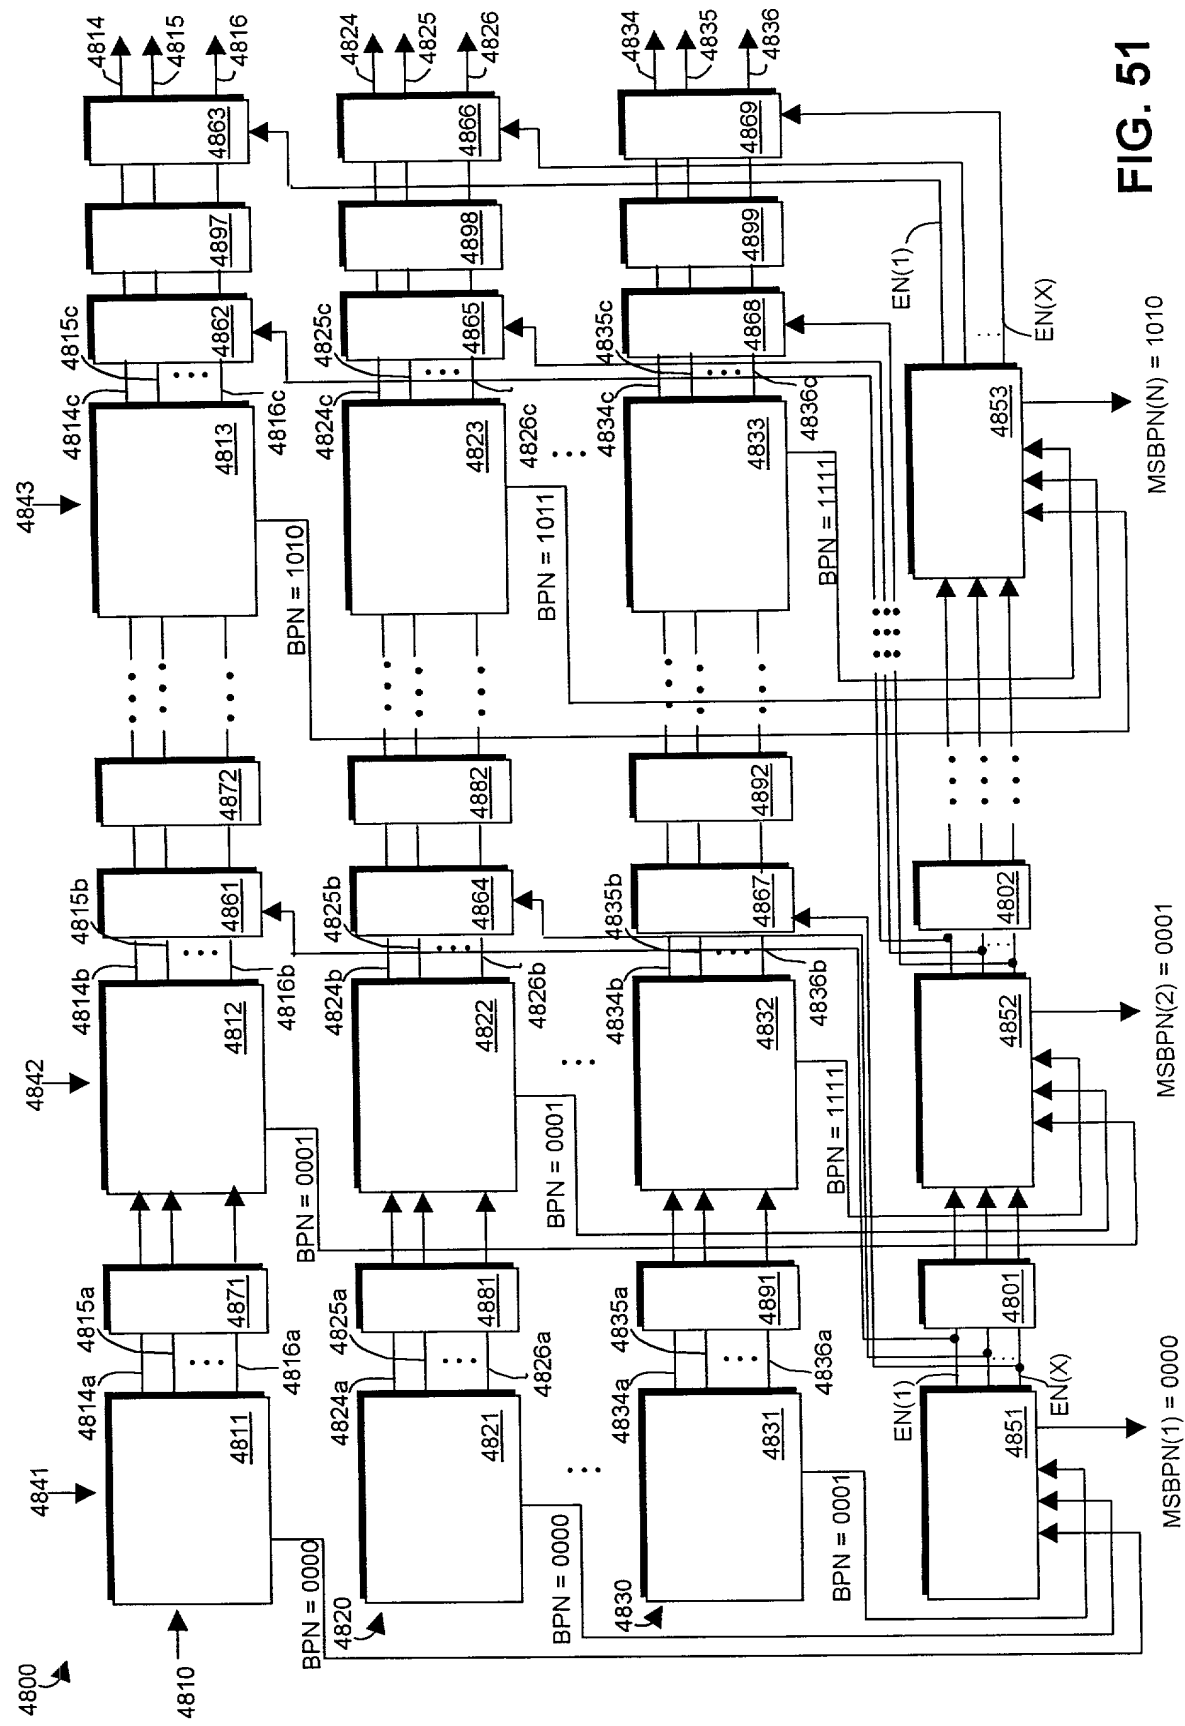 4800
4810
4841
4842
4843
4811
4814a
4815a
4816a
4871
4812
4814b
4815b
4816b
4861
4872
4813
4814c
4815c
4816c
4862
4897
4863
4814
4815
4816
BPN = 0000
BPN = 0001
BPN = 1010
4820
4821
4824a
4825a
4826a
4881
4822
4824b
4825b
4826b
4864
4882
4823
4824c
4825c
4826c
4865
4898
4866
4824
4825
4826
BPN = 0000
BPN = 0001
BPN = 1011
4830
4831
4834a
4835a
4836a
4891
4832
4834b
4835b
4836b
4867
4892
4833
4834c
4835c
4836c
4868
4899
4869
4834
4835
4836
BPN = 0001
BPN = 1111
BPN = 1111
4851
EN(1)
EN(X)
4801
4852
4802
4853
EN(1)
EN(X)
MSBPN(1) = 0000
MSBPN(2) = 0001
MSBPN(N) = 1010
FIG. 51